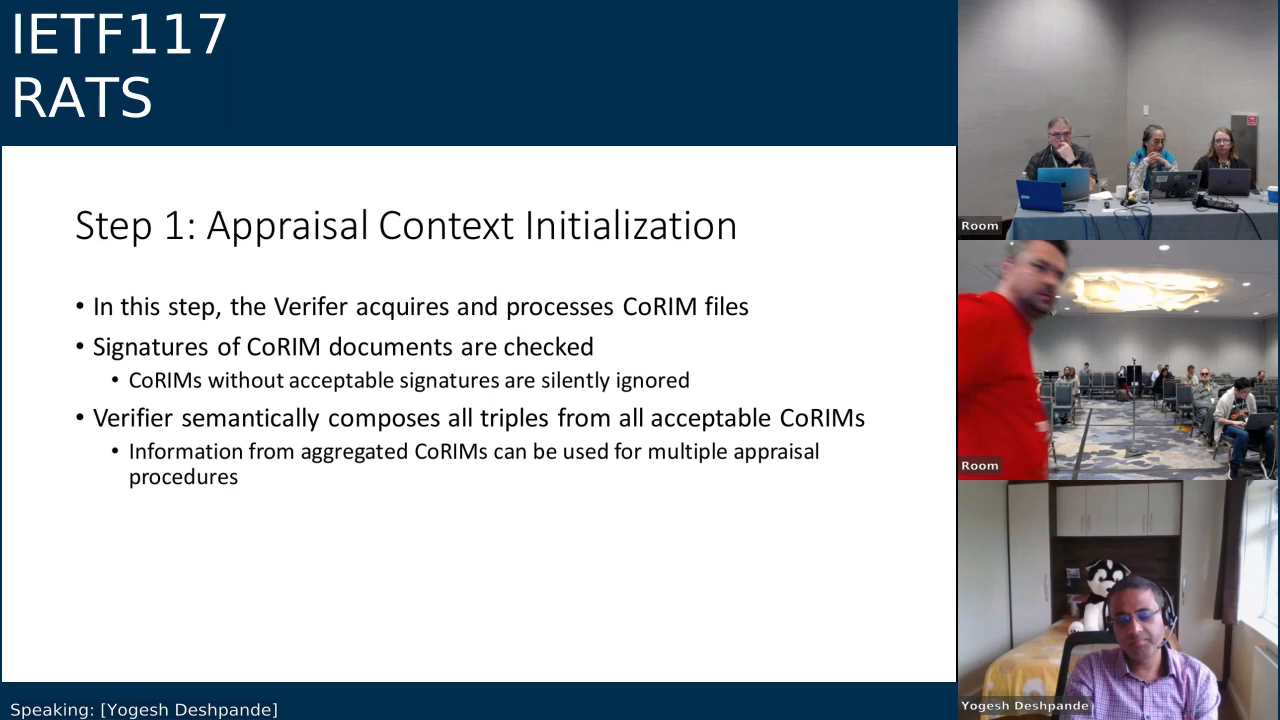 IETF117
RATS
Step 1: Appraisal Context Initialization
• In this step, the Verifer acquires and processes CoRIM files
• Signatures of CoRIM documents are checked
• CoRIMs without acceptable signatures are silently ignored
• Verifier semantically composes all triples from all acceptable CoRIMs
• Information from aggregated CoRIMs can be used for multiple appraisal
procedures
Speaking: [Yogesh Deshpande]
Room
Room
Yogesh Deshpande